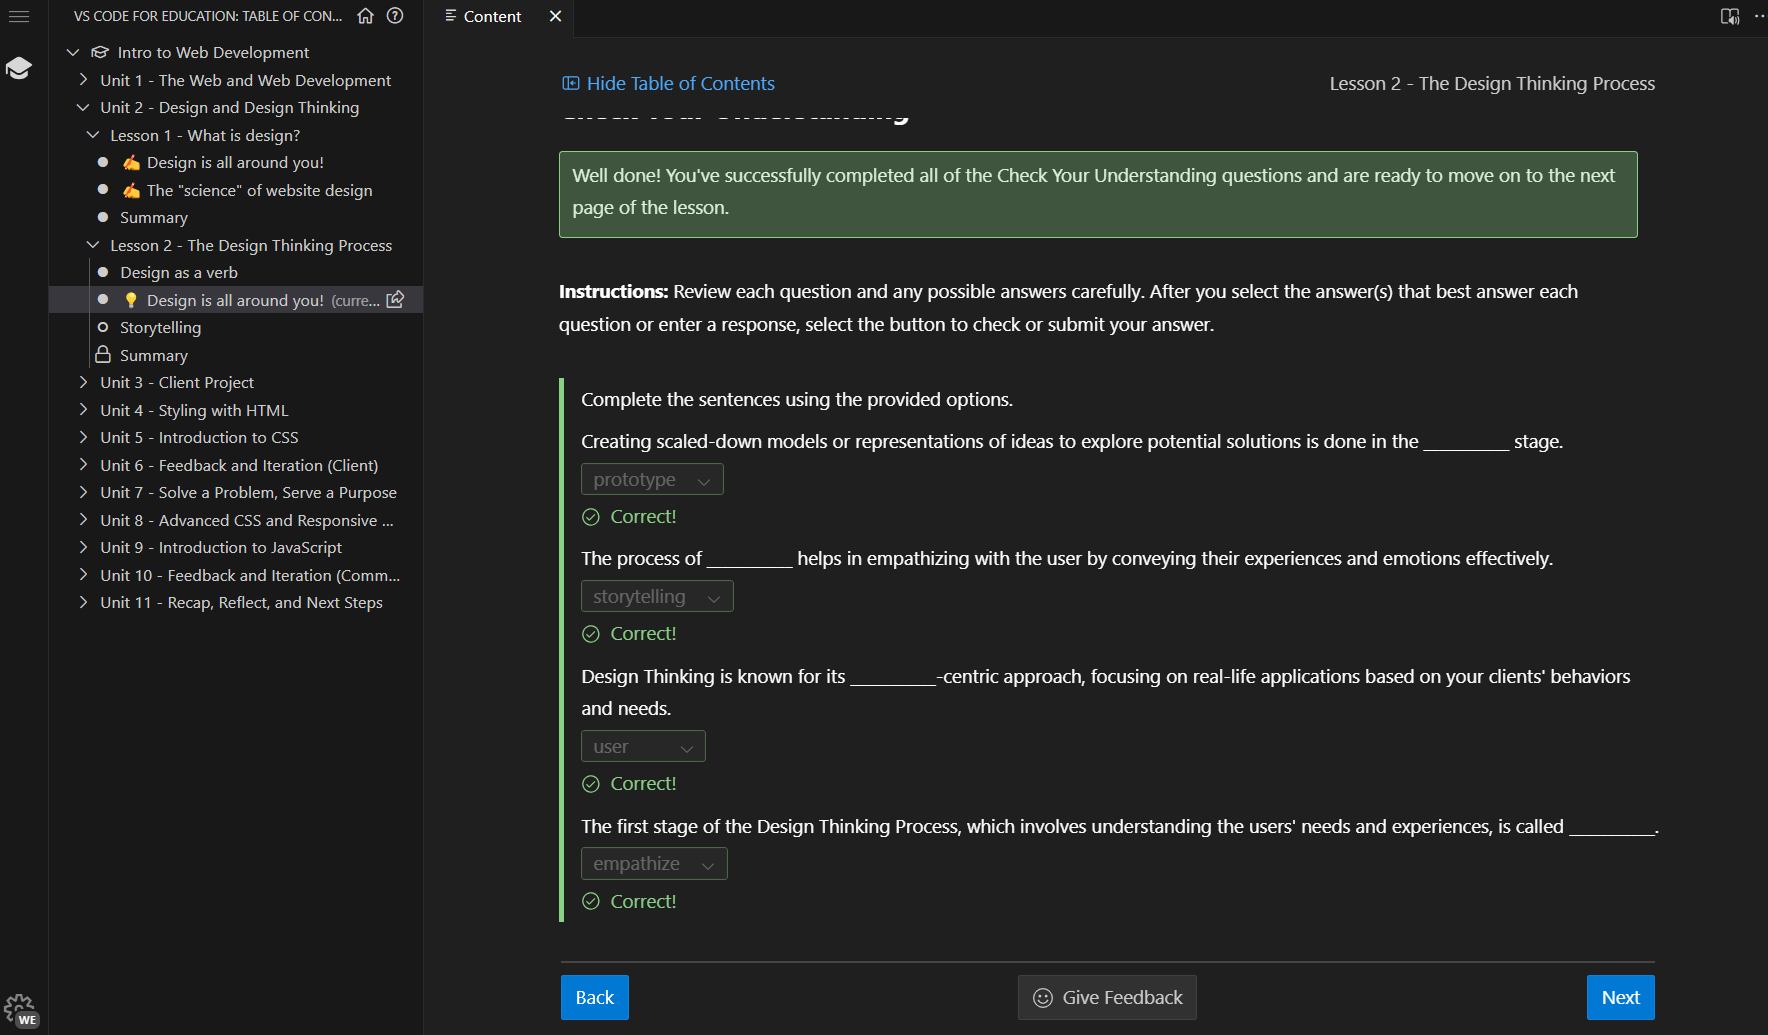 VS CODE FOR EDUCATION: TABLE OF CON...
Content
Intro to Web Development
Unit 1 - The Web and Web Development
Unit 2 - Design and Design Thinking
Lesson 1 - What is design?
✍ Design is all around you!
✍ The "science" of website design
Summary
Lesson 2 - The Design Thinking Process
Design as a verb
💡 Design is all around you! (curre...
Storytelling
Summary
Unit 3 - Client Project
Unit 4 - Styling with HTML
Unit 5 - Introduction to CSS
Unit 6 - Feedback and Iteration (Client)
Unit 7 - Solve a Problem, Serve a Purpose
Unit 8 - Advanced CSS and Responsive ...
Unit 9 - Introduction to JavaScript
Unit 10 - Feedback and Iteration (Comm...
Unit 11 - Recap, Reflect, and Next Steps
WE
Hide Table of Contents
Lesson 2 - The Design Thinking Process
Check Your Understanding
Well done! You've successfully completed all of the Check Your Understanding questions and are ready to move on to the next
page of the lesson.
Instructions: Review each question and any possible answers carefully. After you select the answer(s) that best answer each
question or enter a response, select the button to check or submit your answer.
Complete the sentences using the provided options.
Creating scaled-down models or representations of ideas to explore potential solutions is done in the _________ stage.
prototype
Correct!
The process of _________ helps in empathizing with the user by conveying their experiences and emotions effectively.
storytelling
Correct!
Design Thinking is known for its _________-centric approach, focusing on real-life applications based on your clients' behaviors
and needs.
user
Correct!
The first stage of the Design Thinking Process, which involves understanding the users' needs and experiences, is called _________.
empathize
Correct!
Back
Give Feedback
Next